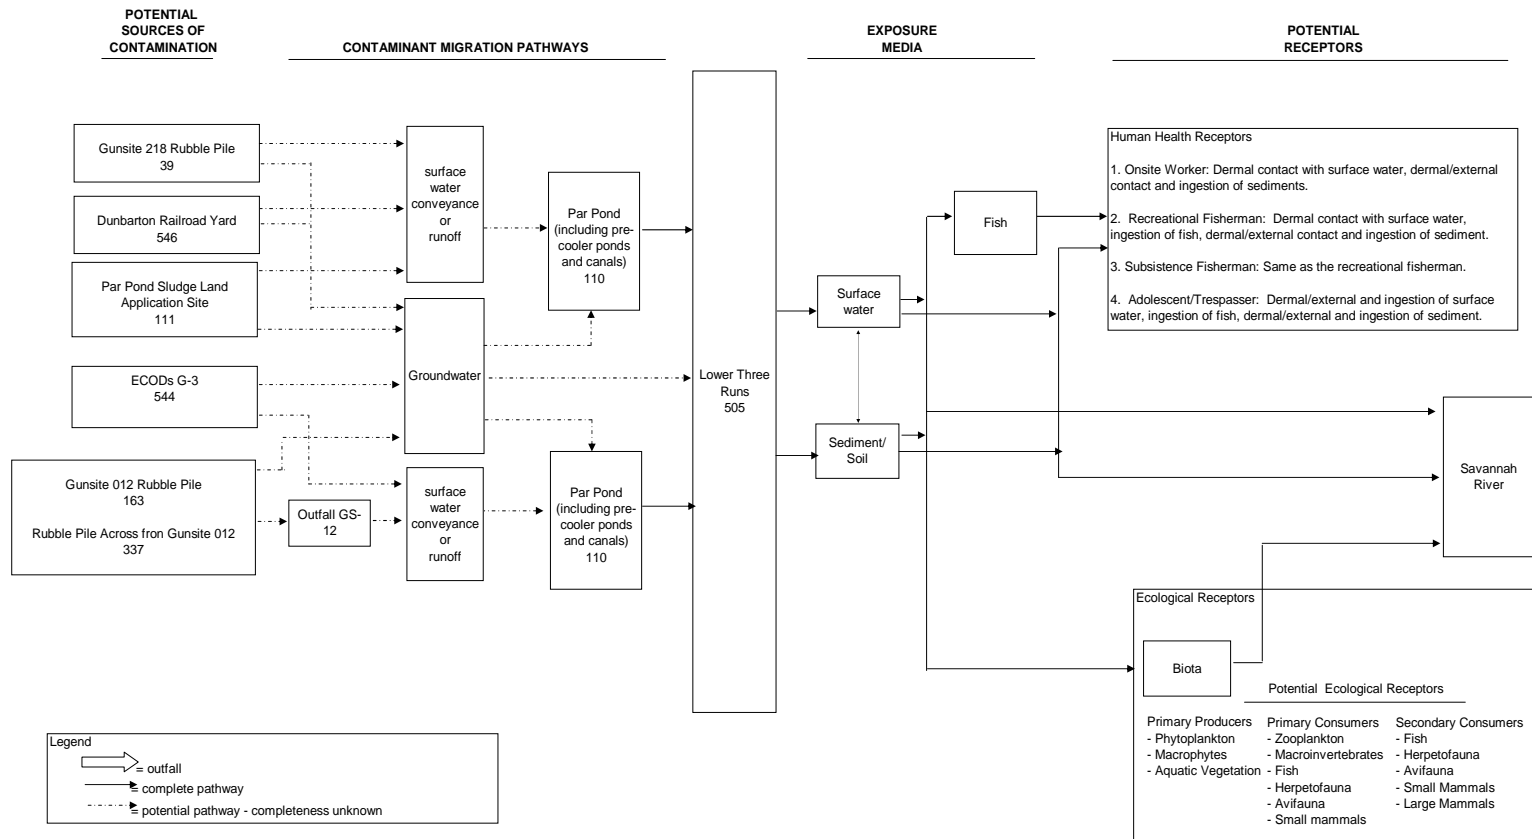 POTENTIAL
SOURCES OF
CONTAMINATION
CONTAMINANT MIGRATION PATHWAYS
EXPOSURE
MEDIA
POTENTIAL
RECEPTORS
Gunsite 218 Rubble Pile
39
Dunbarton Railroad Yard
546
Par Pond Sludge Land
Application Site
111
ECODs G-3
544
Gunsite 012 Rubble Pile
163
Rubble Pile Across fron Gunsite 012
337
Outfall GS-
12
surface
water
conveyance
or
runoff
Groundwater
surface
water
conveyance
or
runoff
Par Pond
(including pre-
cooler ponds
and canals)
110
Par Pond
(including pre-
cooler ponds
and canals)
110
Lower Three
Runs
505
Surface
water
Sediment/
Soil
Fish
Human Health Receptors
1. Onsite Worker: Dermal contact with surface water, dermal/external
contact and ingestion of sediments.
2. Recreational Fisherman: Dermal contact with surface water,
ingestion of fish, dermal/external contact and ingestion of sediment.
3. Subsistence Fisherman: Same as the recreational fisherman.
4. Adolescent/Trespasser: Dermal/external and ingestion of surface
water, ingestion of fish, dermal/external and ingestion of sediment.
Savannah
River
Ecological Receptors
Biota
Potential Ecological Receptors
Primary Producers
- Phytoplankton
- Macrophytes
- Aquatic Vegetation
Primary Consumers
- Zooplankton
- Macroinvertebrates
- Fish
- Herpetofauna
- Avifauna
- Small mammals
Secondary Consumers
- Fish
- Herpetofauna
- Avifauna
- Small Mammals
- Large Mammals
Legend
= outfall
= complete pathway
= potential pathway - completeness unknown